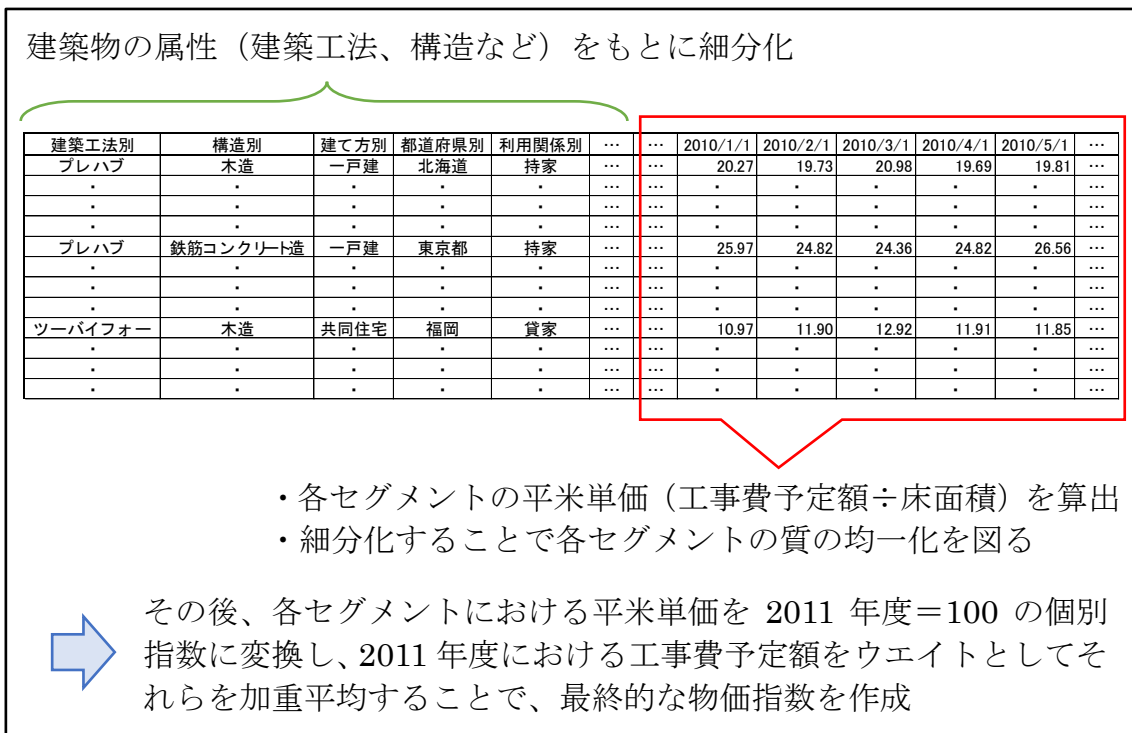 建築物の属性（建築工法、構造など）をもとに細分化
建築工法別 構造別 建て方別 都道府県別 利用関係別 … … 2010/1/1 2010/2/1 2010/3/1 2010/4/1 2010/5/1 …
プレハブ 木造 一戸建 北海道 持家 … … 20.27 19.73 20.98 19.69 19.81 …
・ ・ ・ ・ ・ … … ・ ・ ・ ・ ・ …
・ ・ ・ ・ ・ … … ・ ・ ・ ・ ・ …
・ ・ ・ ・ ・ … … ・ ・ ・ ・ ・ …
プレハブ 鉄筋コンクリート造 一戸建 東京都 持家 … … 25.97 24.82 24.36 24.82 26.56 …
・ ・ ・ ・ ・ … … ・ ・ ・ ・ ・ …
・ ・ ・ ・ ・ … … ・ ・ ・ ・ ・ …
・ ・ ・ ・ ・ … … ・ ・ ・ ・ ・ …
ツーバイフォー 木造 共同住宅 福岡 貸家 … … 10.97 11.90 12.92 11.91 11.85 …
・ ・ ・ ・ ・ … … ・ ・ ・ ・ ・ …
・ ・ ・ ・ ・ … … ・ ・ ・ ・ ・ …
・ ・ ・ ・ ・ … … ・ ・ ・ ・ ・ …
・各セグメントの平米単価（工事費予定額÷床面積）を算出
・細分化することで各セグメントの質の均一化を図る
その後、各セグメントにおける平米単価を 2011 年度＝100 の個別
指数に変換し、2011 年度における工事費予定額をウエイトとしてそ
れらを加重平均することで、最終的な物価指数を作成